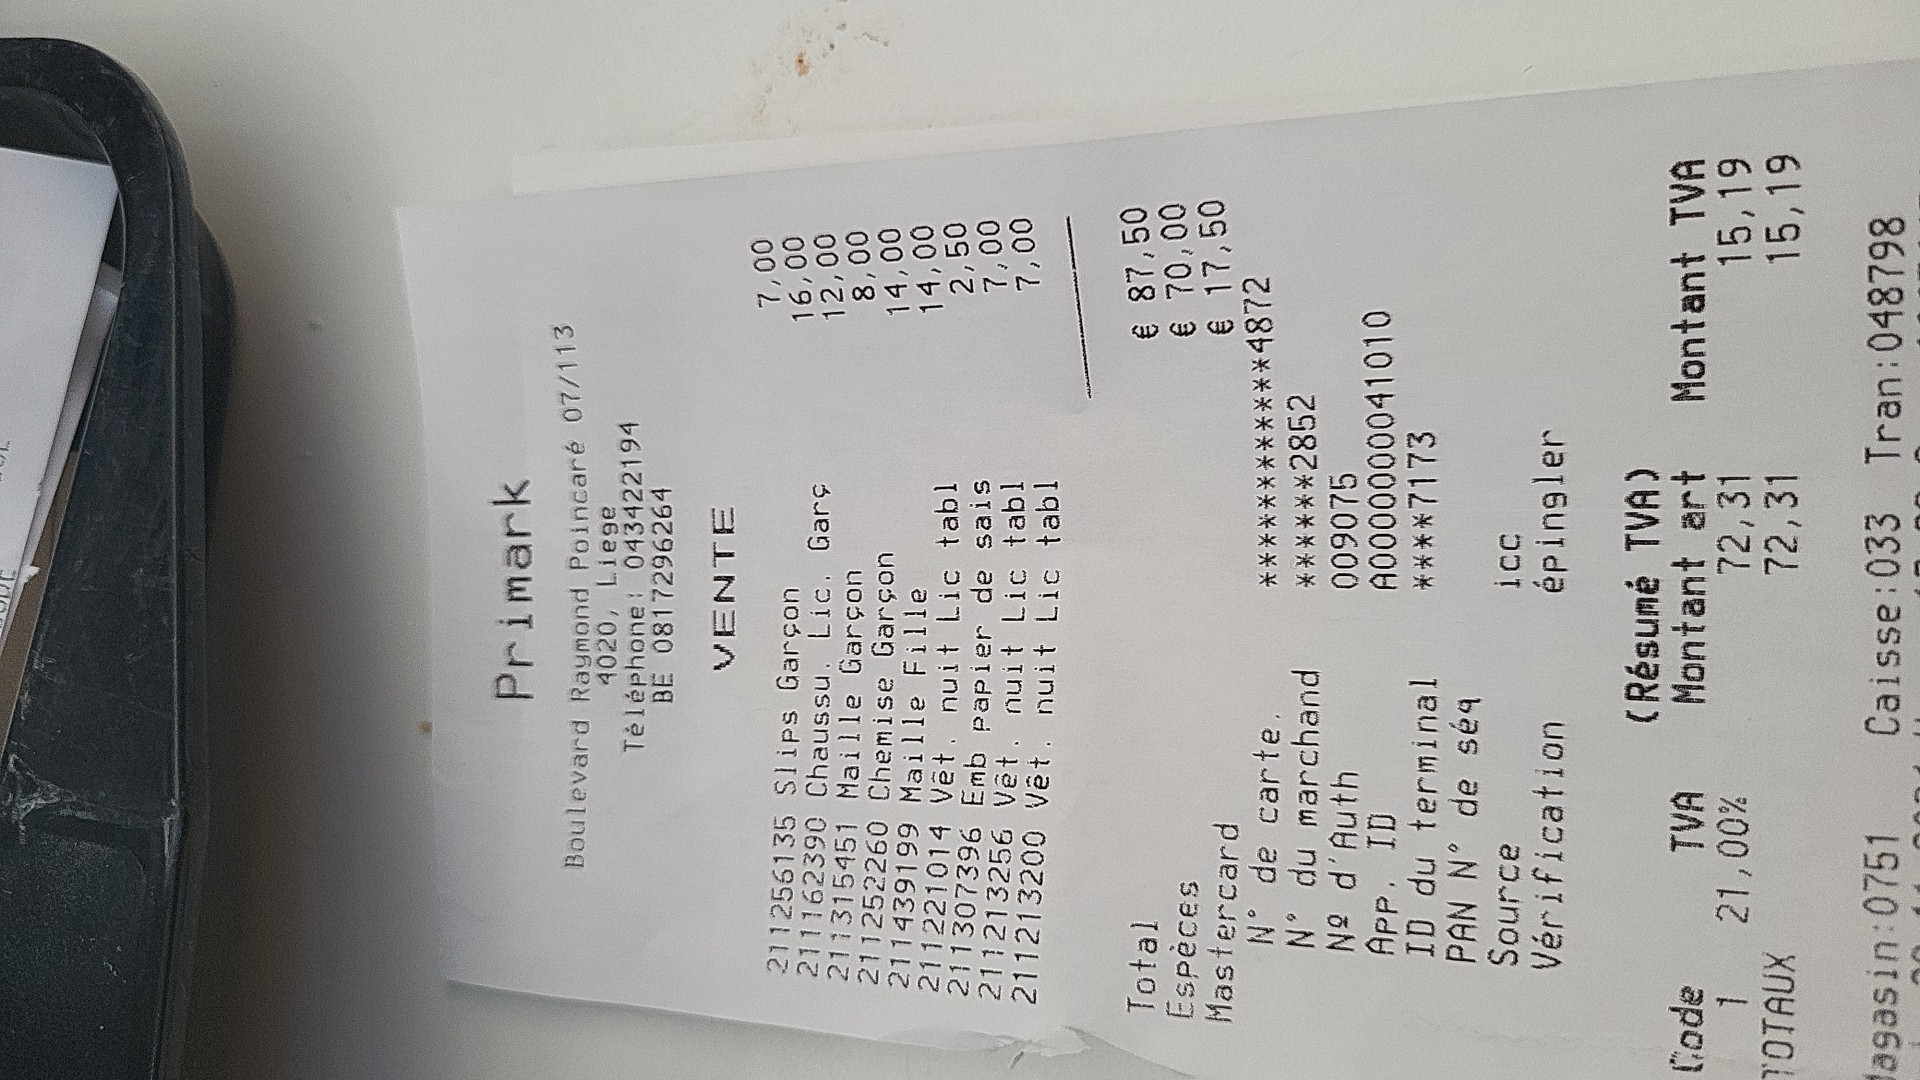 Primark
Boulevard Raymond Poincaré 07/113
4020, Liege
Téléphone: 043422194
BE 0817296264
VENTE
211256135 Slips Garçon 7,00
211162390 Chaussu. Lic. Garç 16,00
211315451 Maille Garçon 12,00
211252260 Chemise Garçon 8,00
211439199 Maille Fille 14,00
211221014 Vêt. nuit Lic tabl 14,00
211307396 Emb papier de sais 2,50
211213256 Vêt. nuit Lic tabl 7,00
211213200 Vêt. nuit Lic tabl 7,00
Total € 87,50
Espèces € 70,00
Mastercard € 17,50
N° de carte. ************4872
N° du marchand ******2852
Nº d'Auth 009075
App. ID A0000000041010
ID du terminal ****7173
PAN N° de séq
Source icc
Vérification épingler
(Résumé TVA)
Code TVA Montant art Montant TVA
1 21,00% 72,31 15,19
TOTAUX 72,31 15,19
Magasin:0751 Caisse:033 Tran:048798